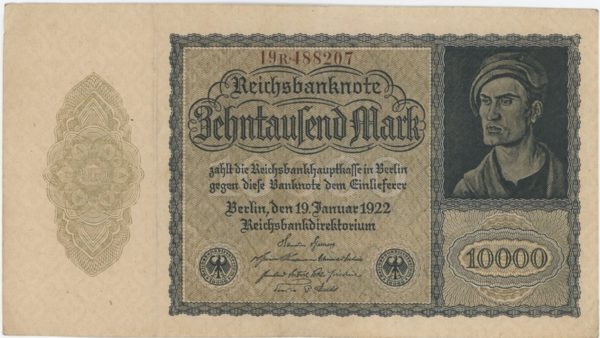 19R·488207
Reichsbanknote
Zehntausend Mark
zahlt die Reichsbankhauptkasse in Berlin
gegen diese Banknote dem Einlieferer
Berlin, den 19. Januar 1922
Reichsbankdirektorium
10000